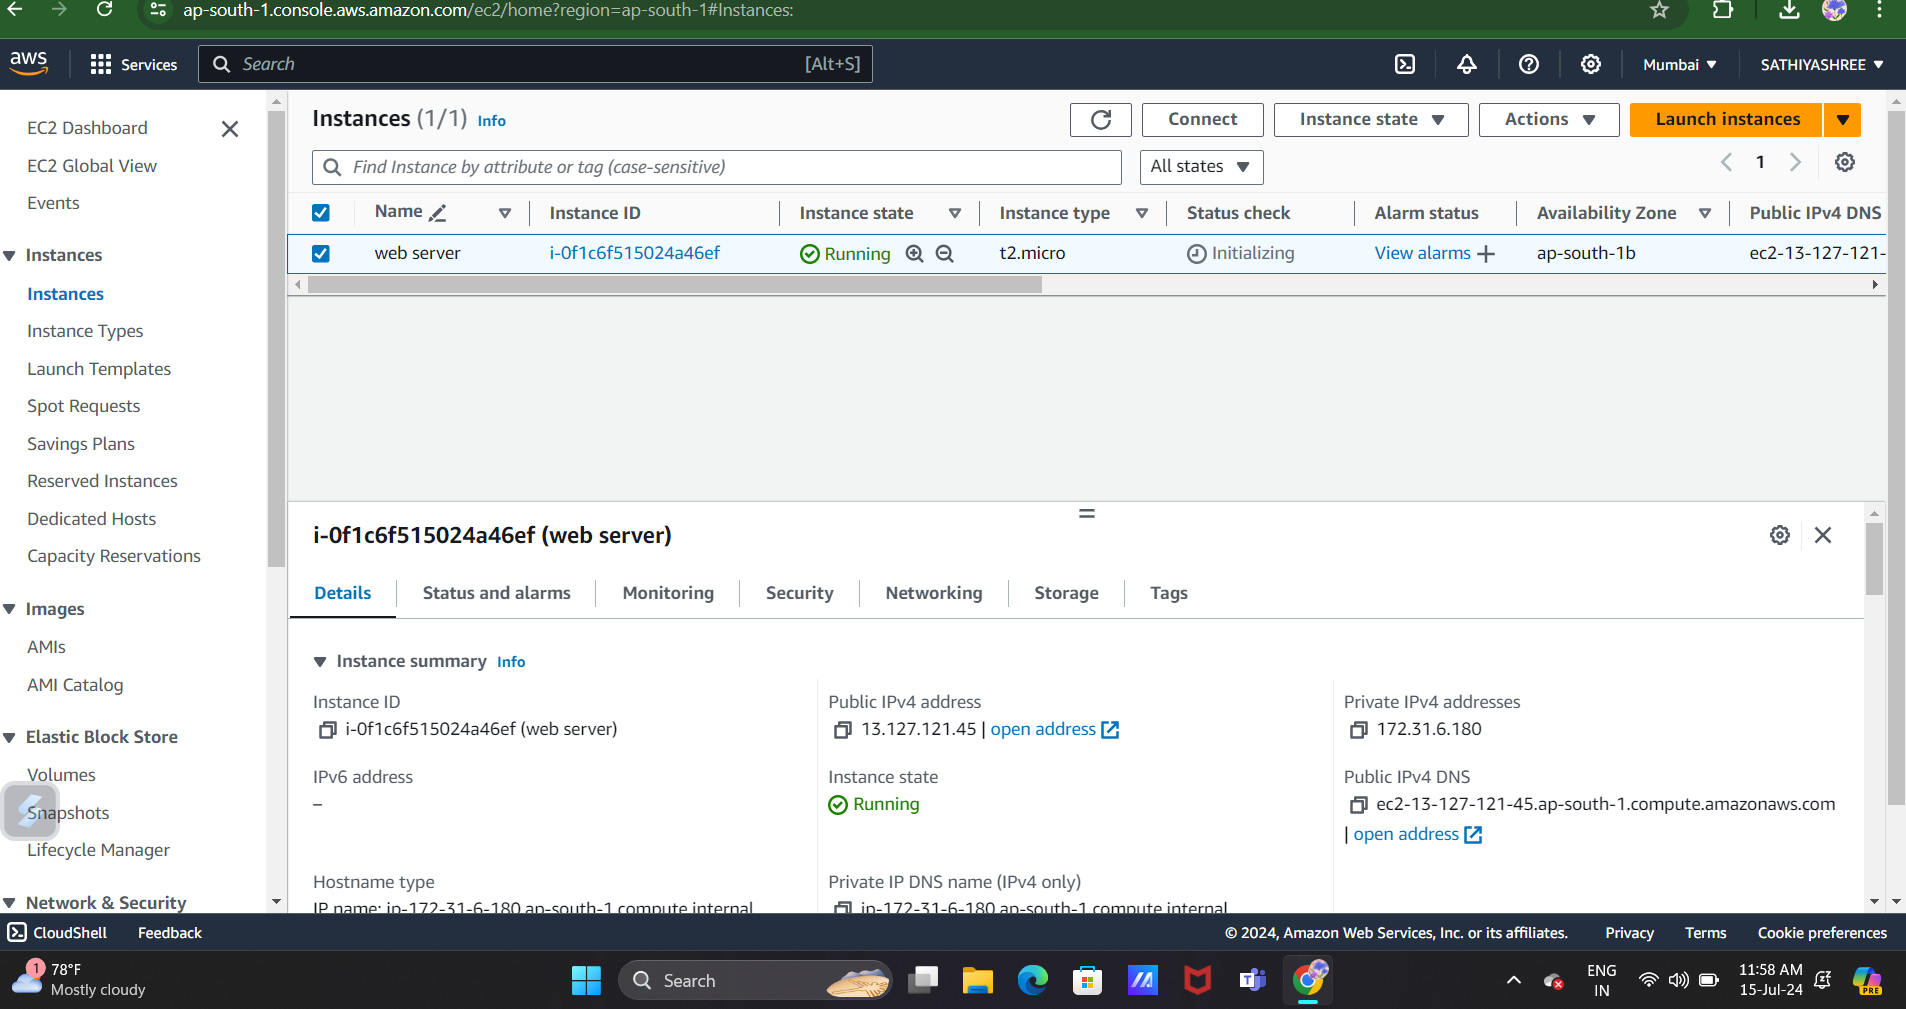 ap-south-1.console.aws.amazon.com/ec2/home?region=ap-south-1#Instances:
aws Services Search [Alt+S] Mumbai SATHIYASHREE
EC2 Dashboard
EC2 Global View
Events
Instances
Instances
Instance Types
Launch Templates
Spot Requests
Savings Plans
Reserved Instances
Dedicated Hosts
Capacity Reservations
Images
AMIs
AMI Catalog
Elastic Block Store
Volumes
Snapshots
Lifecycle Manager
Network & Security
Instances (1/1) Info Connect Instance state Actions Launch instances
Find Instance by attribute or tag (case-sensitive) All states 1
Name Instance ID Instance state Instance type Status check Alarm status Availability Zone Public IPv4 DNS
web server i-0f1c6f515024a46ef Running t2.micro Initializing View alarms ap-south-1b ec2-13-127-121-
i-0f1c6f515024a46ef (web server)
Details Status and alarms Monitoring Security Networking Storage Tags
Instance summary Info
Instance ID Public IPv4 address Private IPv4 addresses
i-0f1c6f515024a46ef (web server) 13.127.121.45 | open address 172.31.6.180
IPv6 address Instance state Public IPv4 DNS
– Running ec2-13-127-121-45.ap-south-1.compute.amazonaws.com
| open address
Hostname type Private IP DNS name (IPv4 only)
IP name: ip-172-31-6-180.ap-south-1.compute.internal ip-172-31-6-180.ap-south-1.compute.internal
CloudShell Feedback © 2024, Amazon Web Services, Inc. or its affiliates. Privacy Terms Cookie preferences
1 78°F
Mostly cloudy
Search
ENG
IN
11:58 AM
15-Jul-24
PRE